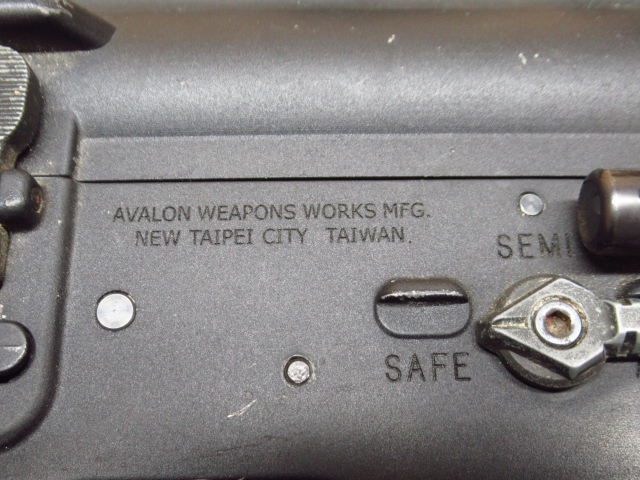 AVALON WEAPONS WORKS MFG.
NEW TAIPEI CITY TAIWAN.
SEMI
SAFE